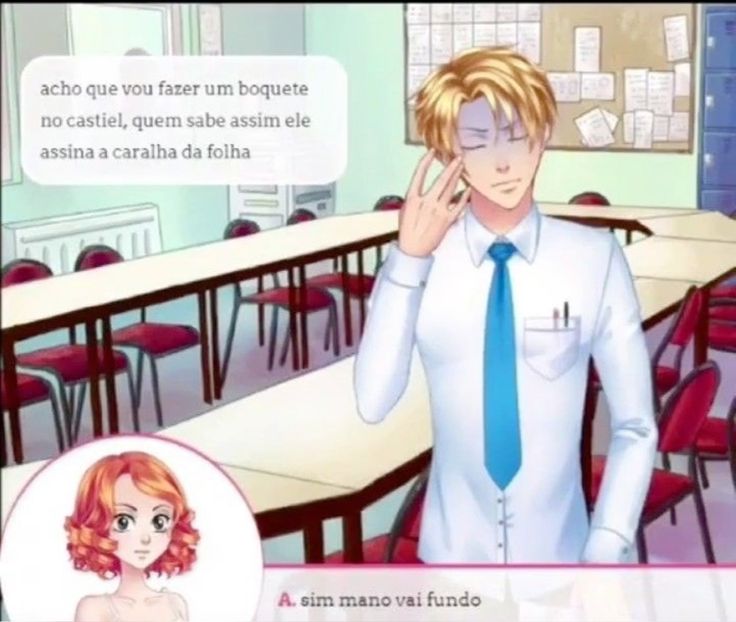 acho que vou fazer um boquete
no castiel, quem sabe assim ele
assina a caralha da folha
A. sim mano vai fundo